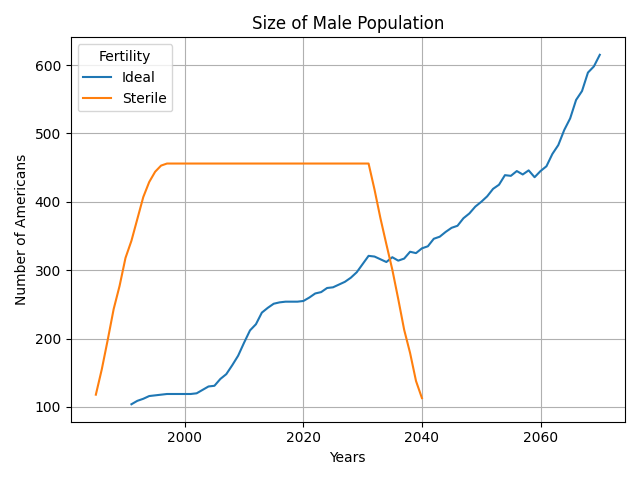 Size of Male Population
Fertility
Ideal
Sterile
Number of Americans
600
500
400
300
200
100
2000
2020
2040
2060
Years